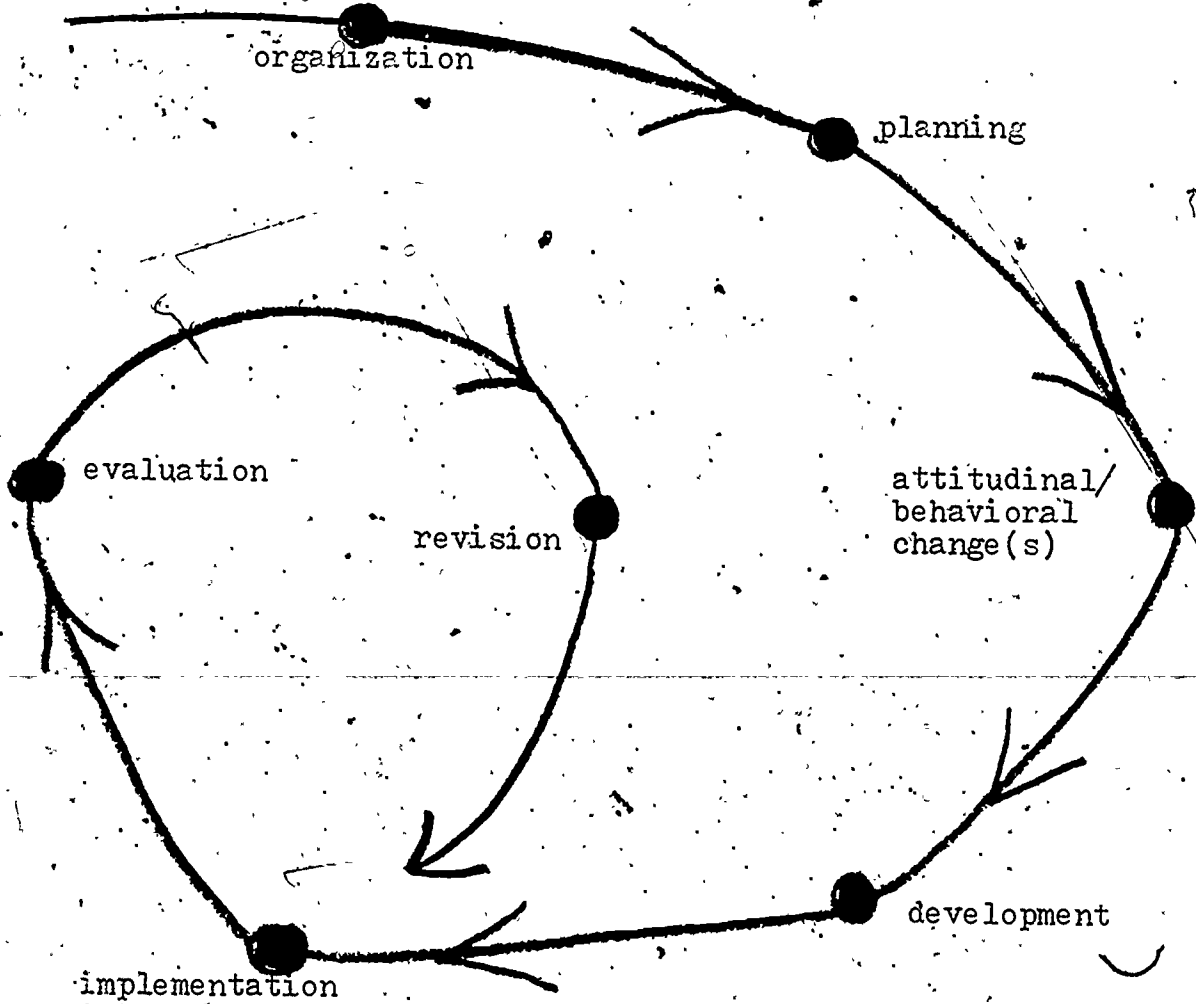 organization
planning
evaluation
attitudinal/
behavioral
change(s)
revision
development
implementation